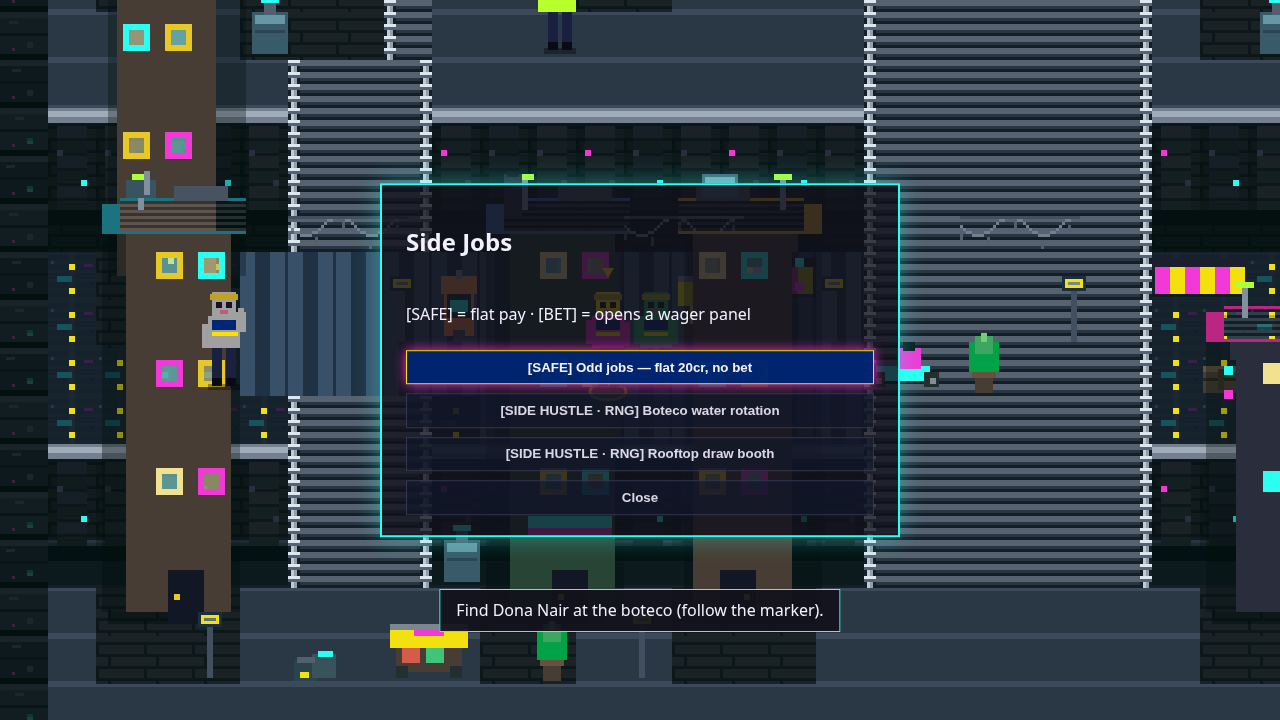 Side Jobs
[SAFE] = flat pay · [BET] = opens a wager panel
[SAFE] Odd jobs — flat 20cr, no bet
[SIDE HUSTLE · RNG] Boteco water rotation
[SIDE HUSTLE · RNG] Rooftop draw booth
Close
Find Dona Nair at the boteco (follow the marker).